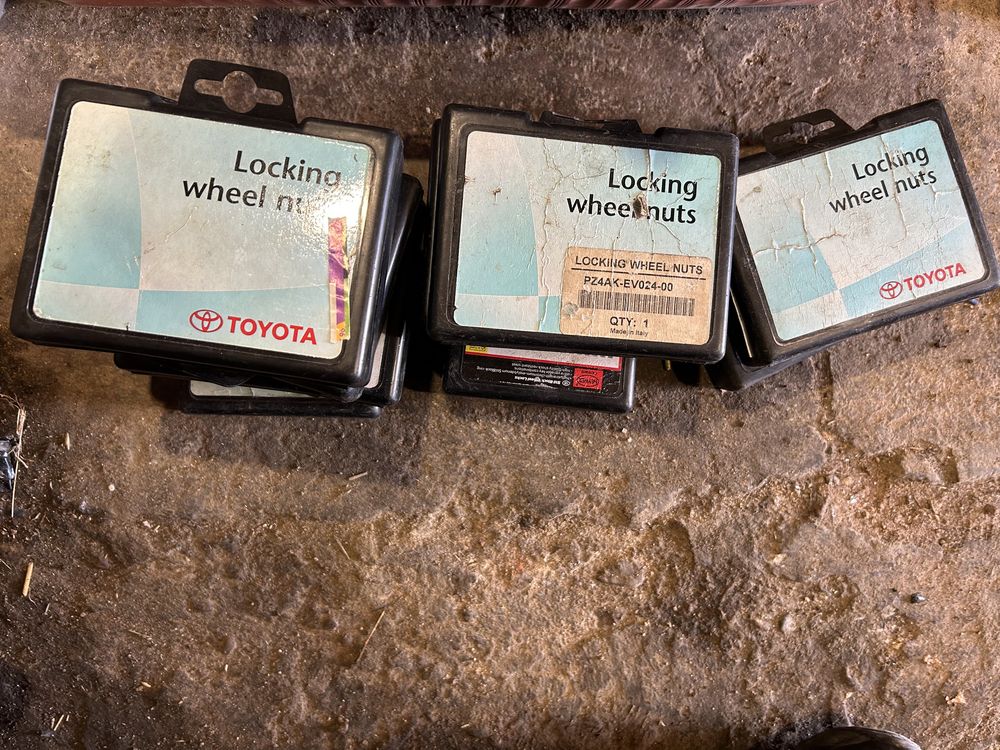 Locking
wheel nuts
TOYOTA
Locking
wheel nuts
LOCKING WHEEL NUTS
PZ4AK-EV024-00
QTY: 1
Made in Italy
Locking
wheel nuts
TOYOTA